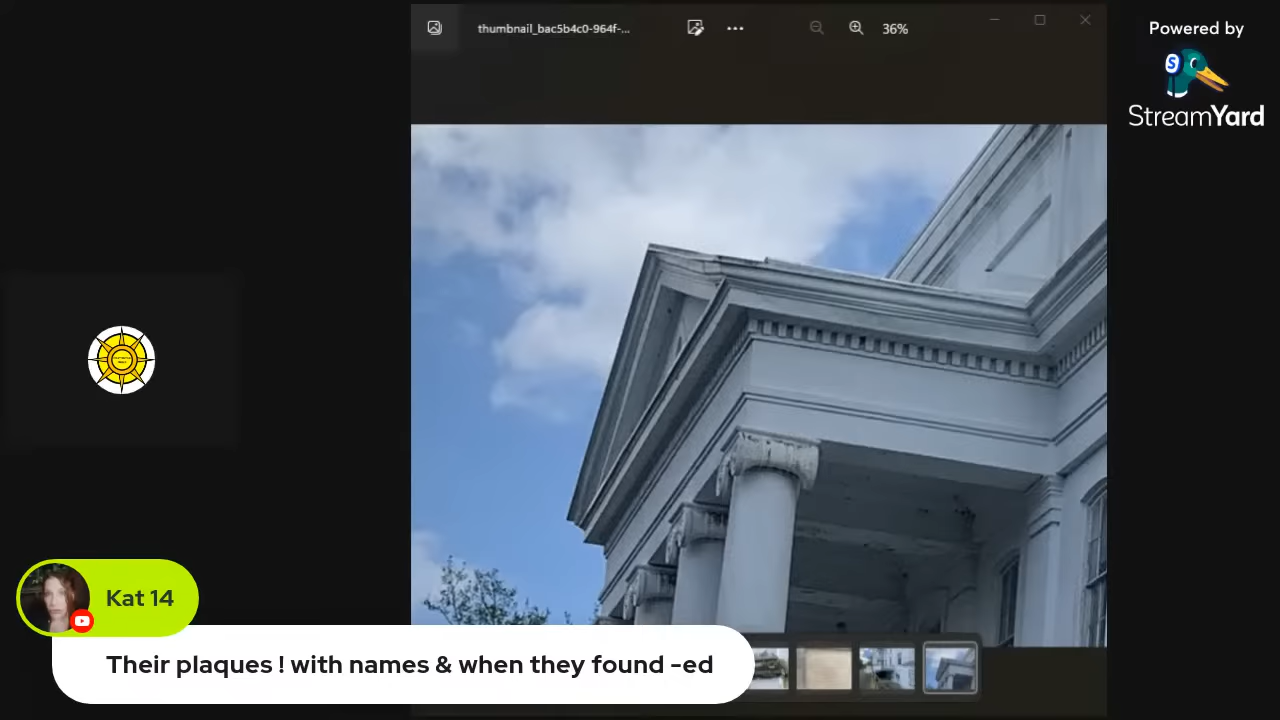 thumbnail_bac5b4c0-964f-...
36%
Powered by
S
StreamYard
Kat 14
Their plaques ! with names & when they found -ed